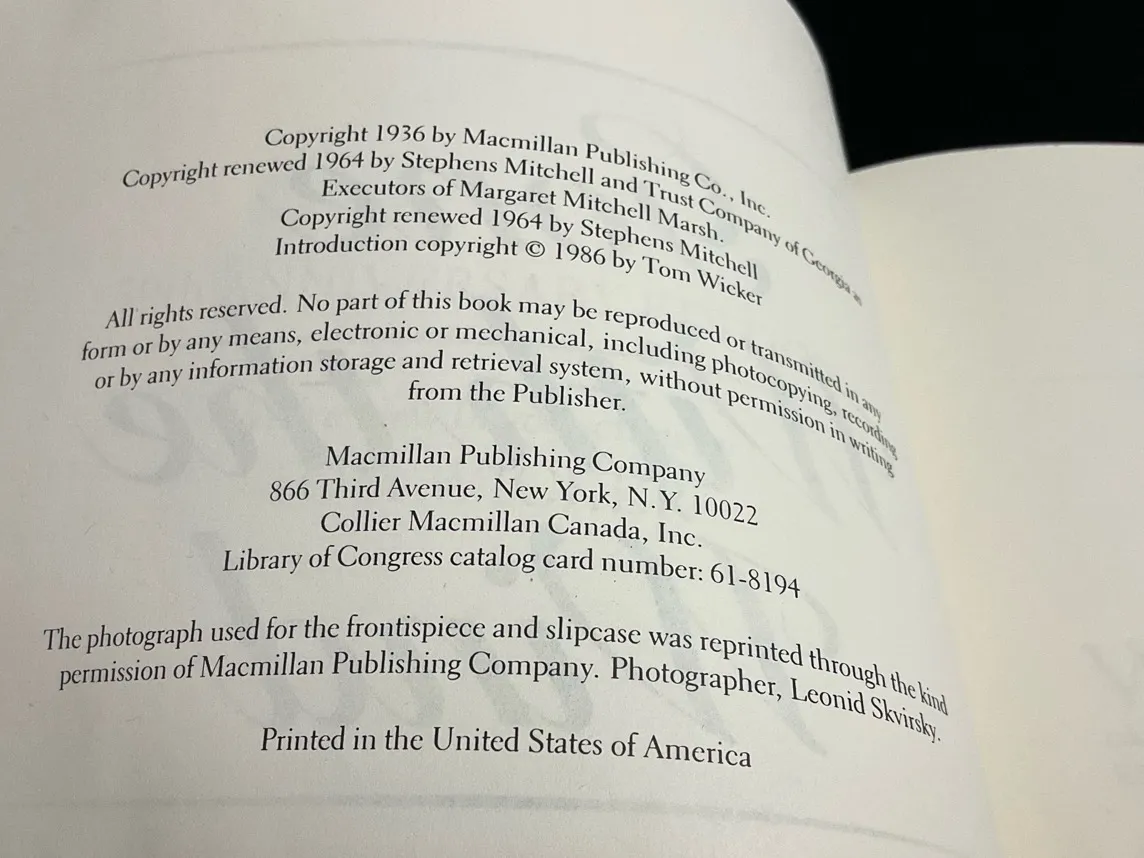 Copyright 1936 by Macmillan Publishing Co., Inc.
Copyright renewed 1964 by Stephens Mitchell and Trust Company of Georgia as
Executors of Margaret Mitchell Marsh.
Copyright renewed 1964 by Stephens Mitchell
Introduction copyright © 1986 by Tom Wicker
All rights reserved. No part of this book may be reproduced or transmitted in any
form or by any means, electronic or mechanical, including photocopying, recording
or by any information storage and retrieval system, without permission in writing
from the Publisher.
Macmillan Publishing Company
866 Third Avenue, New York, N.Y. 10022
Collier Macmillan Canada, Inc.
Library of Congress catalog card number: 61-8194
The photograph used for the frontispiece and slipcase was reprinted through the kind
permission of Macmillan Publishing Company. Photographer, Leonid Skvirsky.
Printed in the United States of America